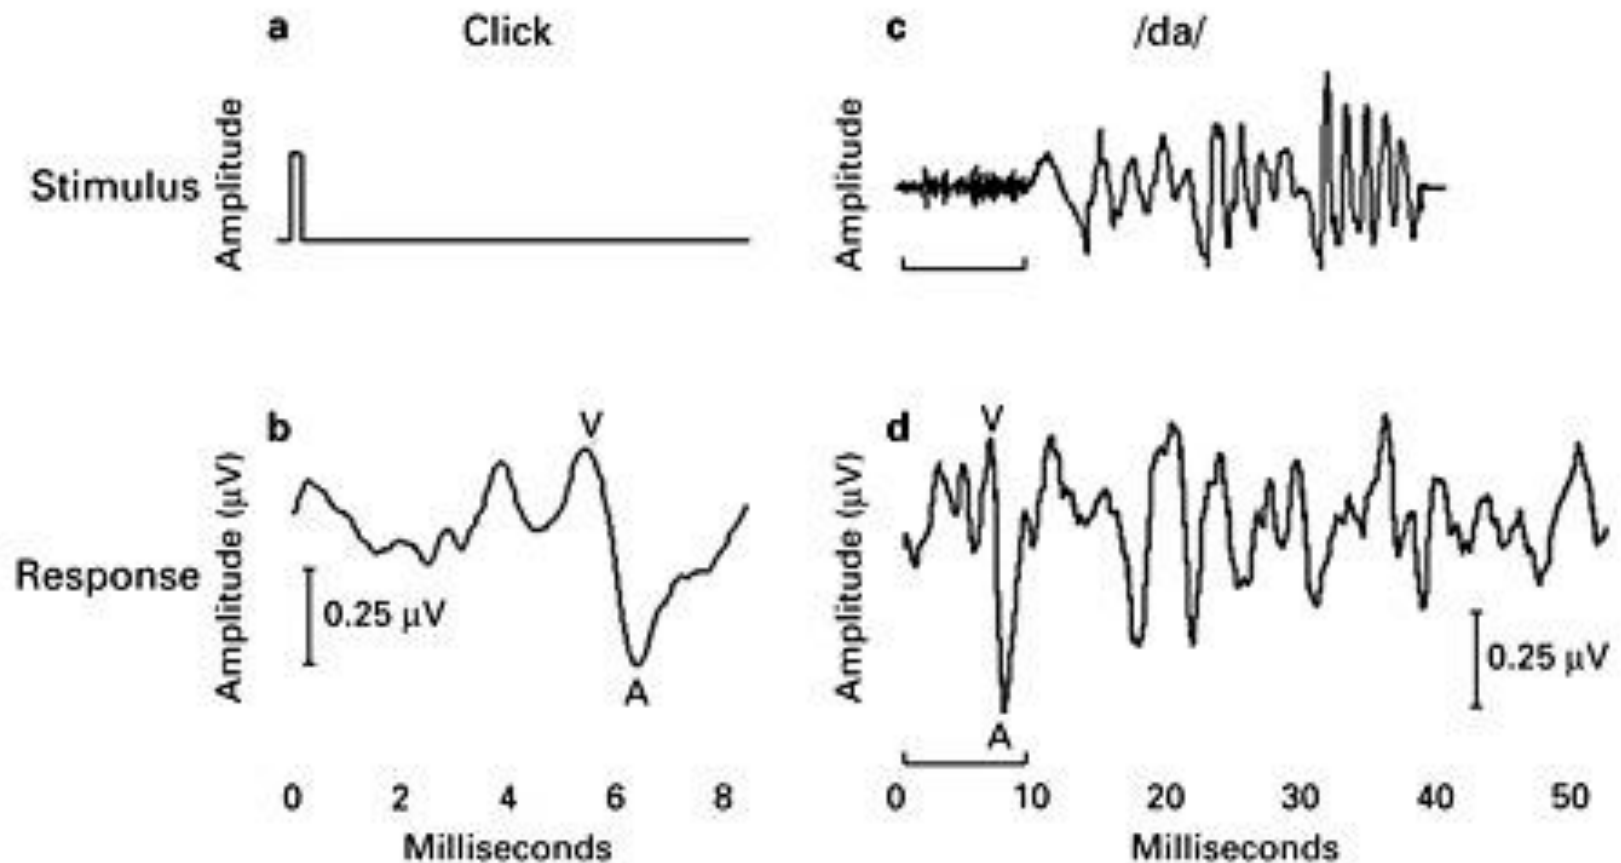 a Click
Amplitude
Stimulus
c /da/
Amplitude
b
V
Amplitude (μV)
Response
0.25 μV
A
0 2 4 6 8
Milliseconds
d
V
Amplitude (μV)
0.25 μV
A
0 10 20 30 40 50
Milliseconds